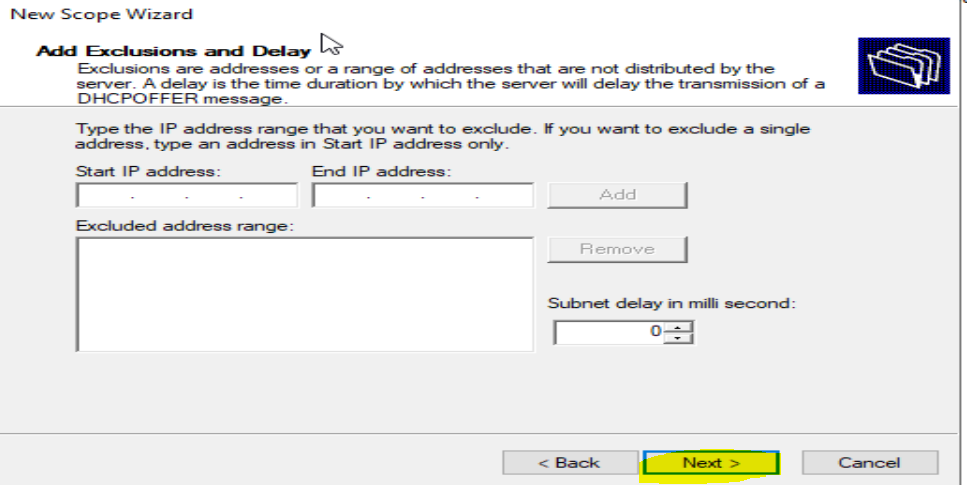 New Scope Wizard
Add Exclusions and Delay
Exclusions are addresses or a range of addresses that are not distributed by the
server. A delay is the time duration by which the server will delay the transmission of a
DHCPOFFER message.
Type the IP address range that you want to exclude. If you want to exclude a single
address, type an address in Start IP address only.
Start IP address: End IP address:
. . . . . . Add
Excluded address range:
Remove
Subnet delay in milli second:
0
< Back Next > Cancel